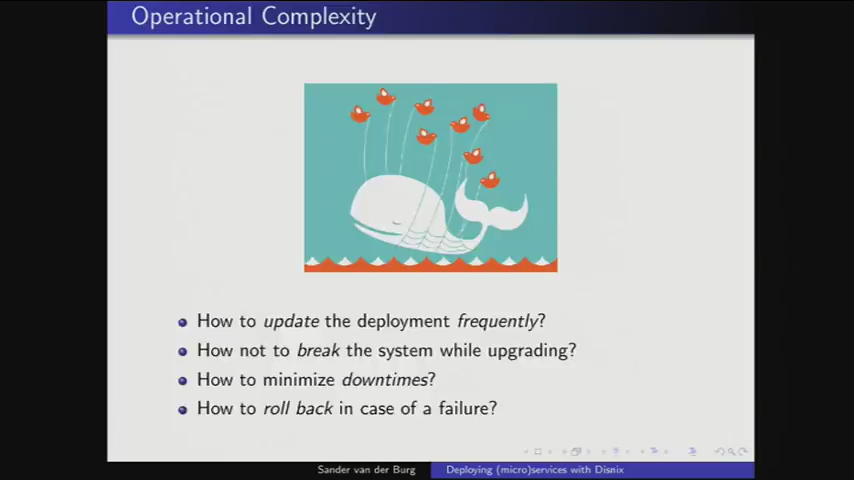 Operational Complexity
How to update the deployment frequently?
How not to break the system while upgrading?
How to minimize downtimes?
How to roll back in case of a failure?
Sander van der Burg
Deploying (micro)services with Disnix